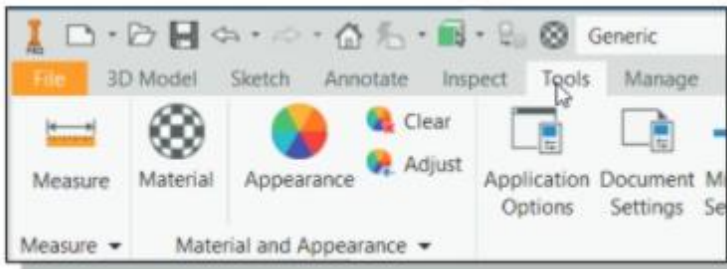 PRO
Generic
File 3D Model Sketch Annotate Inspect Tools Manage
Measure Material Appearance Clear
Adjust
Application Options Document Settings
Measure Material and Appearance